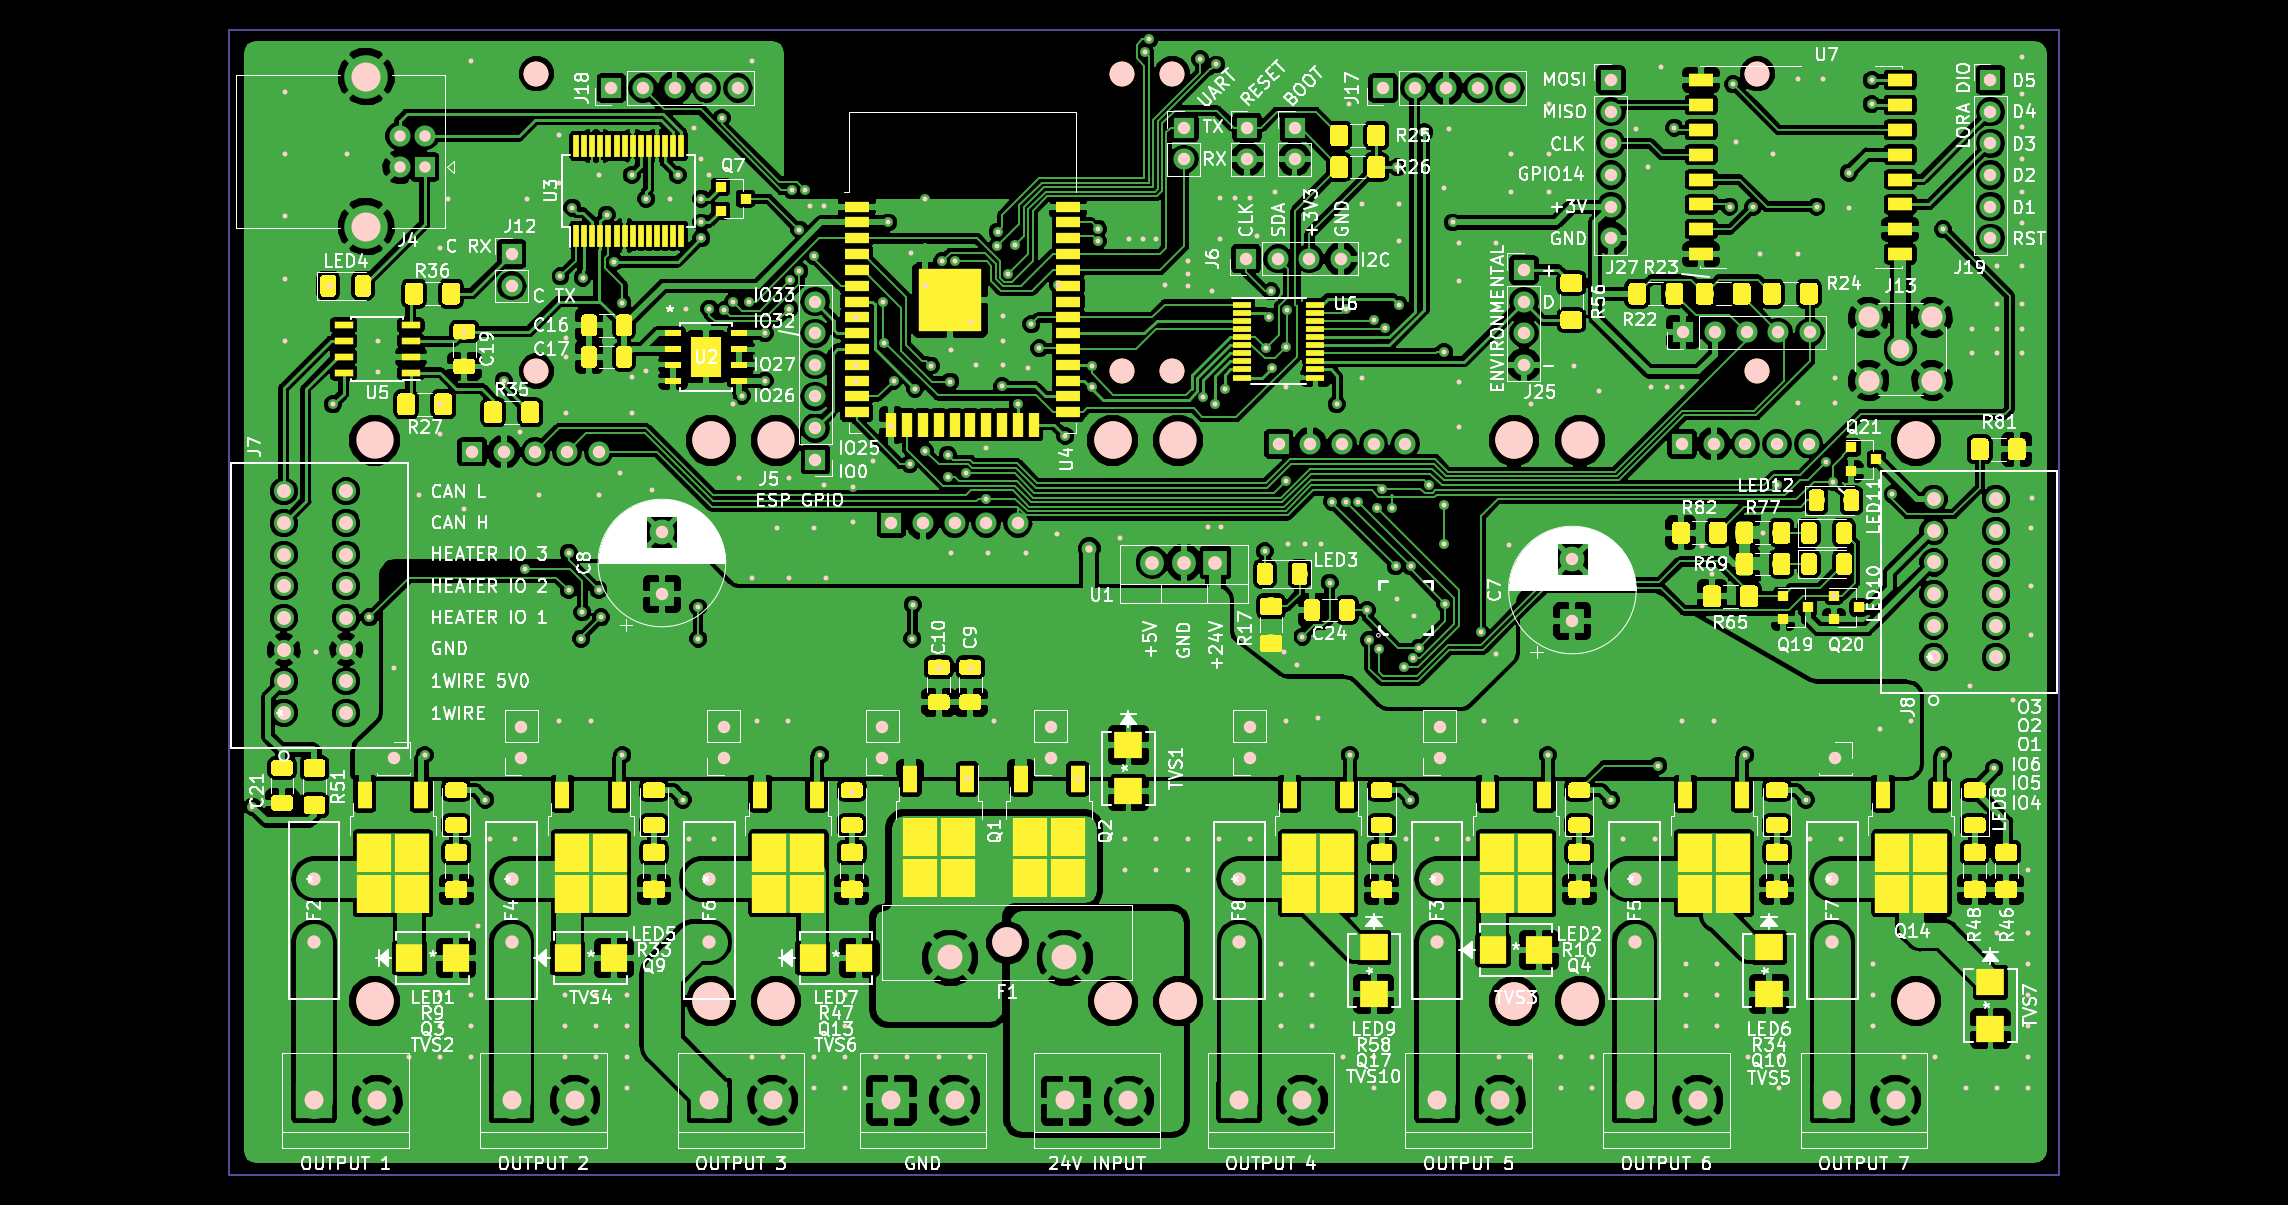 U7
J18
UART
RESET
BOOT
J17
MOSI
LORA DIO
D5
MISO
D4
TX
R25
CLK
D3
RX
R26
Q7
GPIO14
D2
U3
+3V
D1
J12
CLK
SDA
+3V3
GND
GND
RST
J4
C RX
J6
I2C
J27
R23
J19
LED4
R36
ENVIRONMENTAL
+
R24
J13
C TX
IO33
D
R56
U6
R22
*
IO32
C16
C19
C17
U2
IO27
U5
IO26
-
J25
R35
R27
Q21
R81
J7
IO25
U4
J5
IO0
CAN L
ESP GPIO
LED12
LED11
CAN H
R82
R77
HEATER IO 3
C8
LED3
R69
HEATER IO 2
U1
C7
LED10
HEATER IO 1
+5V
GND
+24V
R17
C24
R65
C10
C9
Q19
Q20
GND
1WIRE 5V0
1WIRE
J8
O3
O2
O1
IO6
IO5
IO4
TVS1
C21
R51
Q1
Q2
LED8
F2
F4
F6
F8
F3
F5
F7
R48
R46
Q14
LED5
R33
Q9
LED2
R10
Q4
LED1
R9
Q3
TVS2
TVS4
LED7
R47
Q13
TVS6
F1
TVS3
LED9
R58
Q17
TVS10
LED6
R34
Q10
TVS5
TVS7
OUTPUT 1
OUTPUT 2
OUTPUT 3
GND
24V INPUT
OUTPUT 4
OUTPUT 5
OUTPUT 6
OUTPUT 7